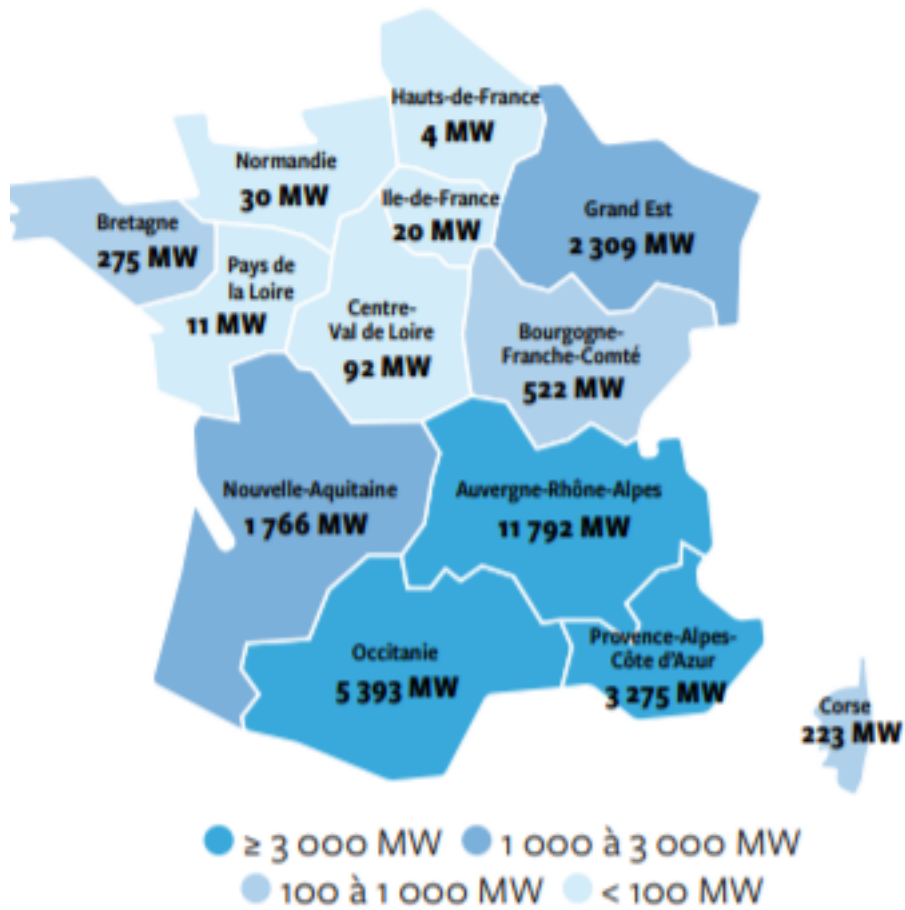 Hauts-de-France
4 MW
Normandie
30 MW
Ile-de-France
20 MW
Grand Est
2 309 MW
Bretagne
275 MW
Pays de
la Loire
11 MW
Centre-
Val de Loire
92 MW
Bourgogne-
Franche-Comté
522 MW
Nouvelle-Aquitaine
1 766 MW
Auvergne-Rhône-Alpes
11 792 MW
Occitanie
5 393 MW
Provence-Alpes-
Côte d'Azur
3 275 MW
Corse
223 MW
≥ 3 000 MW 1 000 à 3 000 MW
100 à 1 000 MW < 100 MW